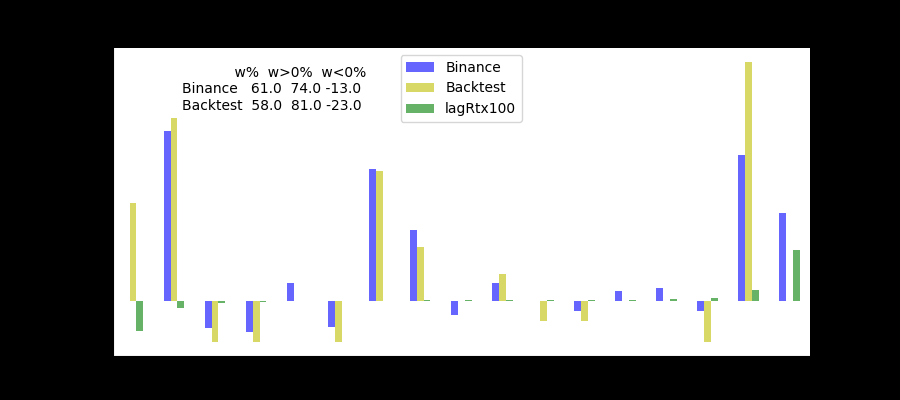 w%  w>0%  w<0%
Binance   61.0  74.0 -13.0
Backtest  58.0  81.0 -23.0
Binance
Backtest
lagRtx100